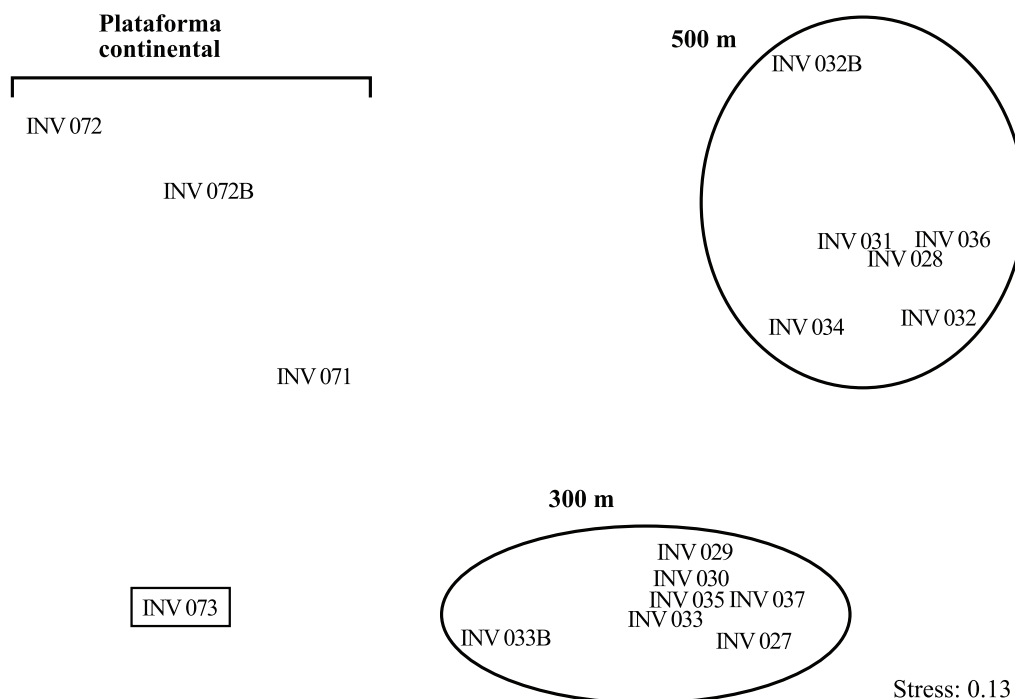 Plataforma
continental
500 m
INV 032B
INV 072
INV 072B
INV 031
INV 036
INV 028
INV 032
INV 034
INV 071
300 m
INV 029
INV 030
INV 035
INV 037
INV 073
INV 033
INV 033B
INV 027
Stress: 0.13